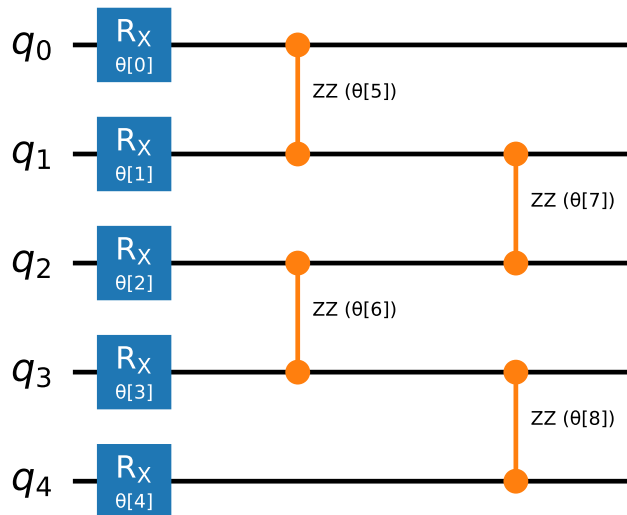 q0
RX
θ[0]
ZZ (θ[5])
q1
RX
θ[1]
ZZ (θ[7])
q2
RX
θ[2]
ZZ (θ[6])
q3
RX
θ[3]
ZZ (θ[8])
q4
RX
θ[4]